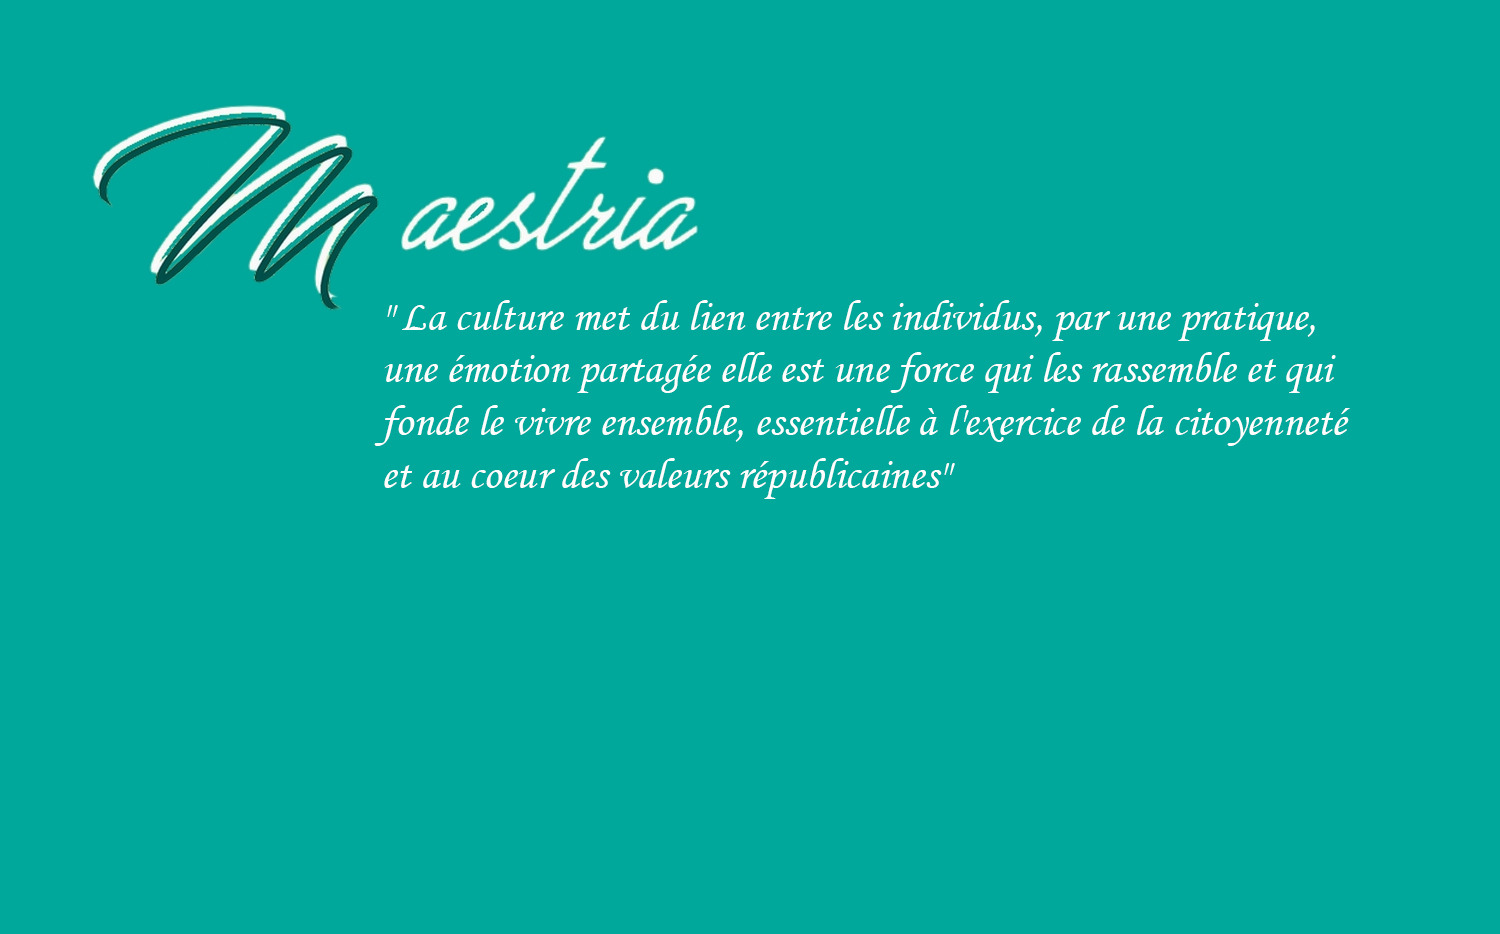 Maestria
" La culture met du lien entre les individus, par une pratique,
une émotion partagée elle est une force qui les rassemble et qui
fonde le vivre ensemble, essentielle à l'exercice de la citoyenneté
et au coeur des valeurs républicaines"